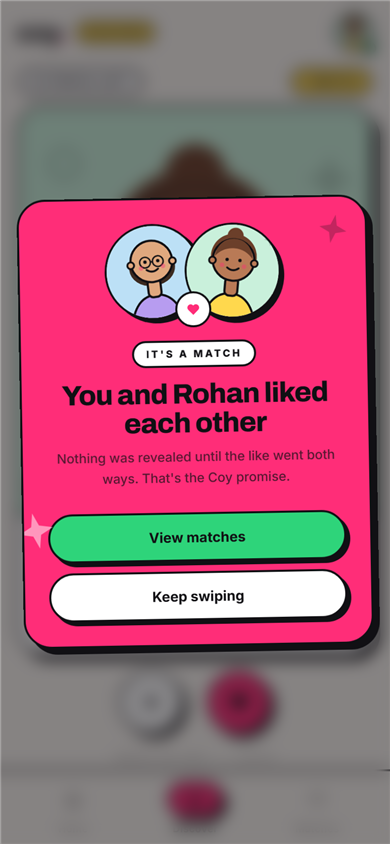 IT'S A MATCH
You and Rohan liked
each other
Nothing was revealed until the like went both
ways. That's the Coy promise.
View matches
Keep swiping